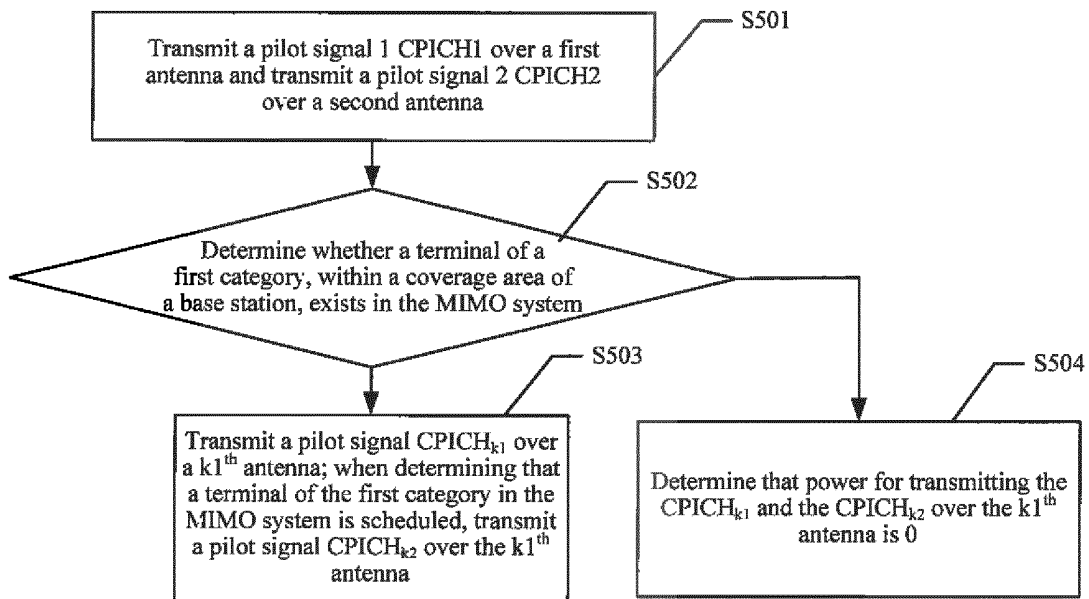 S501
Transmit a pilot signal 1 CPICH1 over a first
antenna and transmit a pilot signal 2 CPICH2
over a second antenna
S502
Determine whether a terminal of a
first category, within a coverage area of
a base station, exists in the MIMO system
S503
Transmit a pilot signal CPICHk1 over
a k1th antenna; when determining that
a terminal of the first category in the
MIMO system is scheduled, transmit
a pilot signal CPICHk2 over the k1th
antenna
S504
Determine that power for transmitting the
CPICHk1 and the CPICHk2 over the k1th
antenna is 0